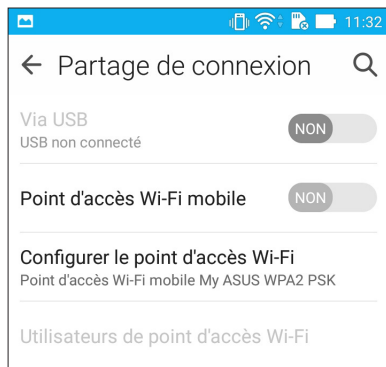 11:32
Partage de connexion
Via USB
NON
USB non connecté
Point d'accès Wi-Fi mobile
NON
Configurer le point d'accès Wi-Fi
Point d'accès Wi-Fi mobile My ASUS WPA2 PSK
Utilisateurs de point d'accès Wi-Fi